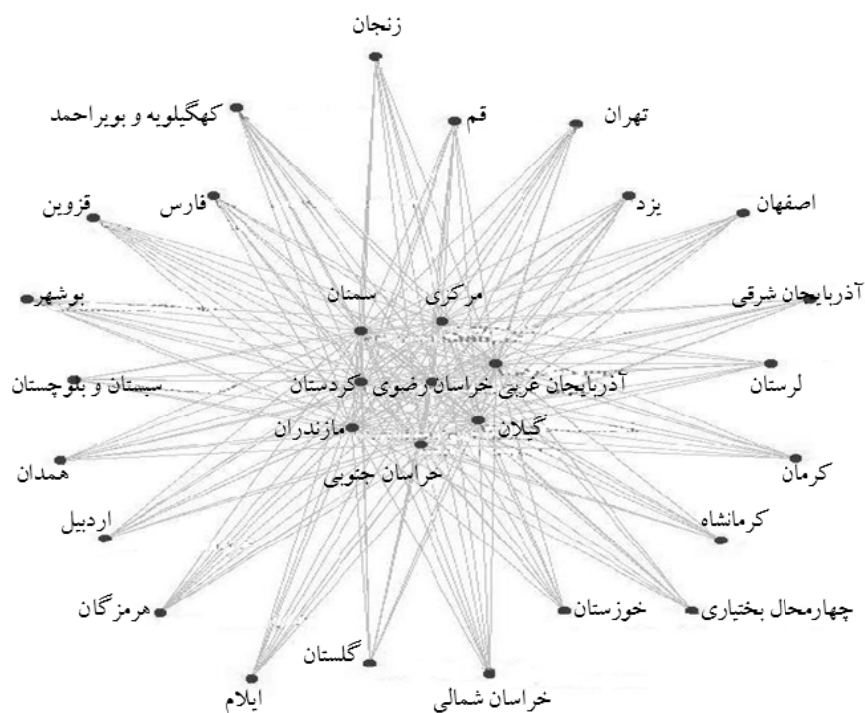 زنجان
کهگیلویه و بویراحمد
قم
تهران
قزوین
فارس
یزد
اصفهان
بوشهر
سمنان
مرکزی
آذربایجان شرقی
سیستان و بلوچستان
کردستان
خراسان رضوی
آذربایجان غربی
لرستان
مازندران
گیلان
همدان
حراسان جنوبی
کرمان
اردبیل
کرمانشاه
هرمزگان
خوزستان
چهارمحال بختیاری
ایلام
گلستان
خراسان شمالی